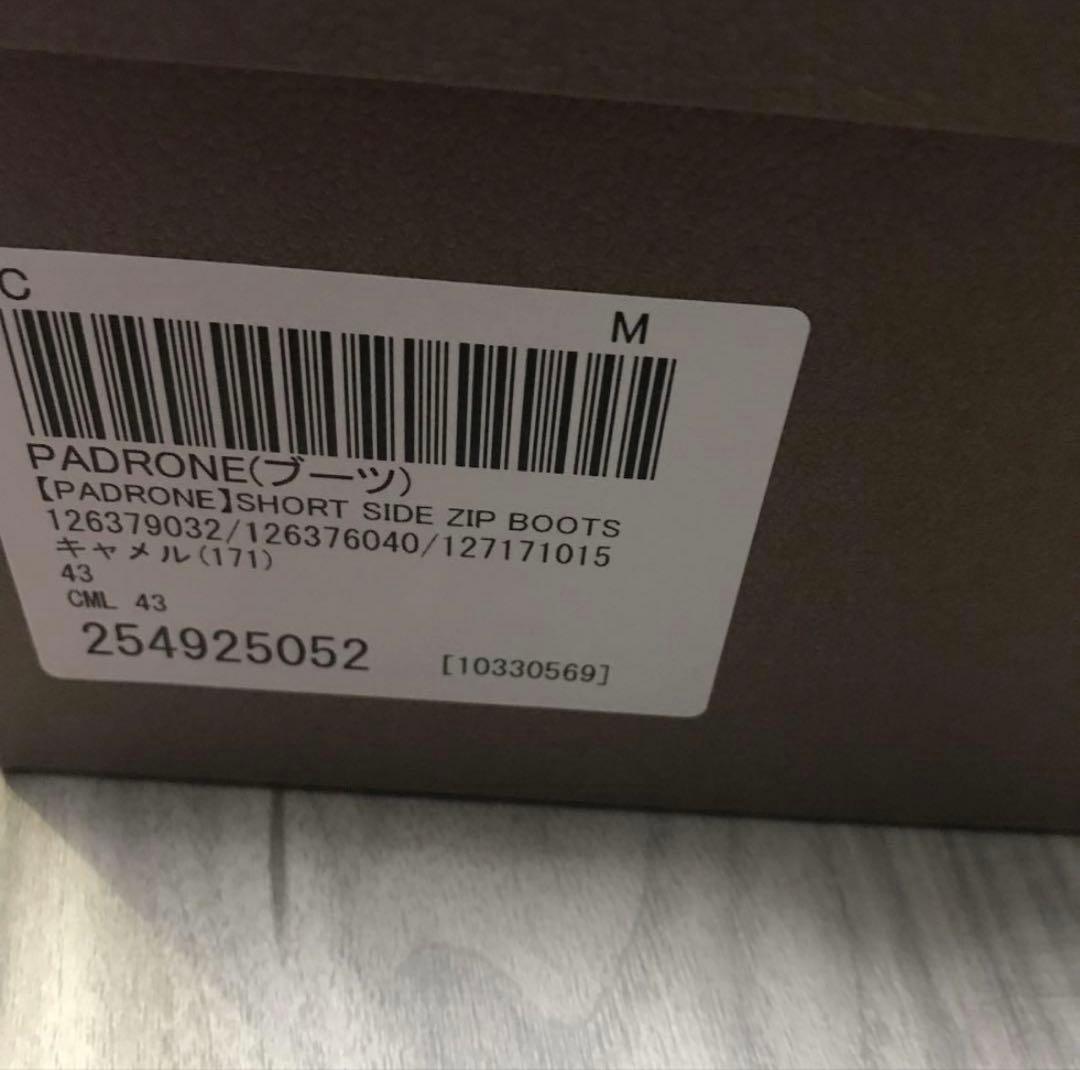 C M
PADRONE(ブーツ)
【PADRONE】SHORT SIDE ZIP BOOTS
126379032/126376040/127171015
キャメル(171)
43
CML 43
254925052 [10330569]